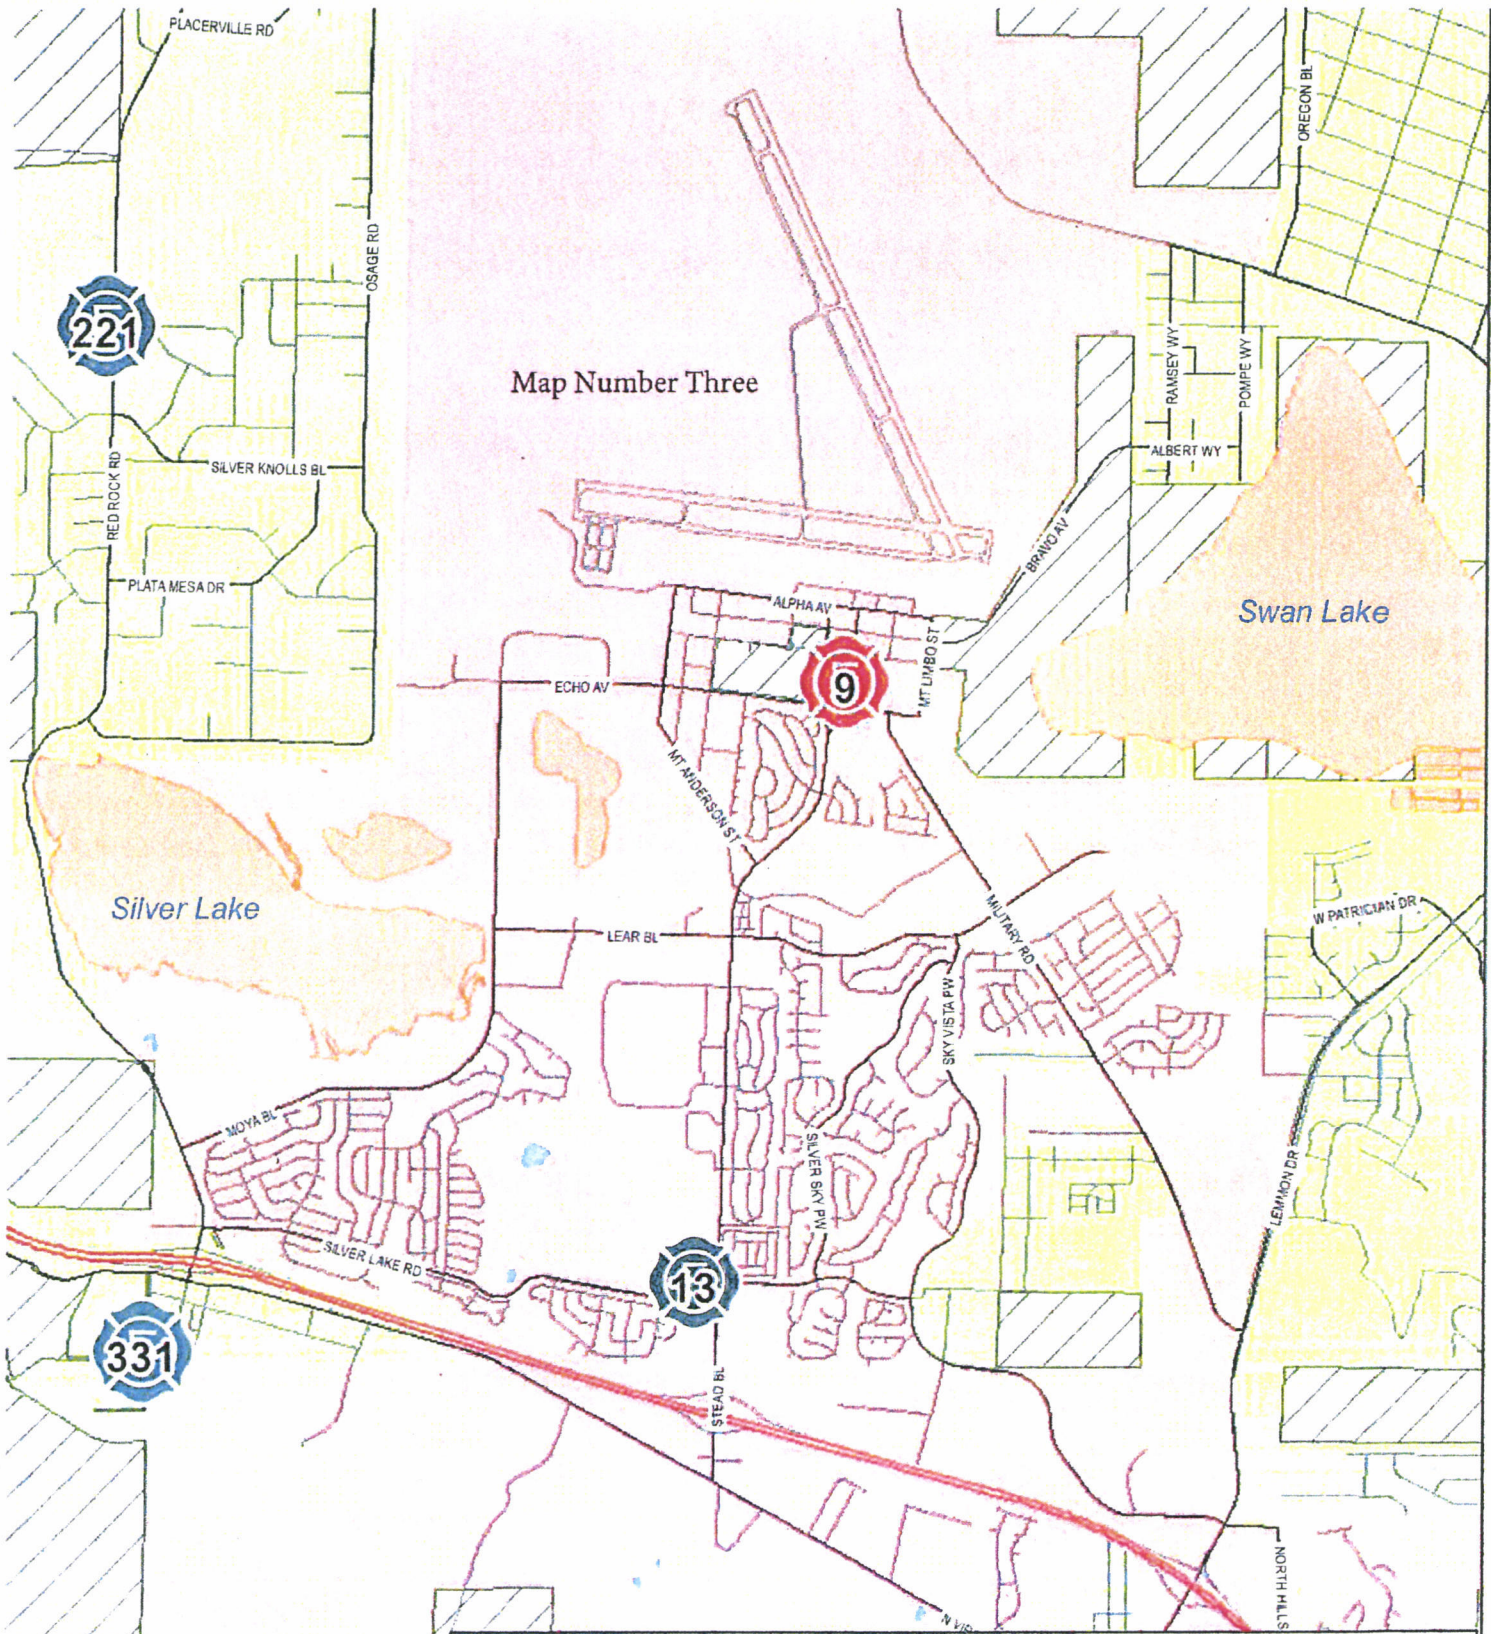 PLACERVILLE RD
OREGON BL
OSAGE RD
221
Map Number Three
RAMSEY WY
POMPE WY
ALBERT WY
RED ROCK RD
SILVER KNOLLS BL
BRAVO AV
PLATA MESA DR
ALPHA AV
Swan Lake
MT LIMBO ST
ECHO AV
9
MT ANDERSON ST
Silver Lake
W PATRICIAN DR
LEAR BL
MILITARY RD
SKY VISTA PW
MOYA BL
SILVER SKY PW
LEMMON DR
SILVER LAKE RD
13
331
STEAD BL
NORTH HILLS
N VIR